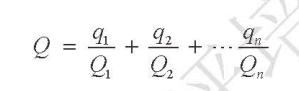 Q = q₁/Q₁ + q₂/Q₂ + ⋯ qₙ/Qₙ